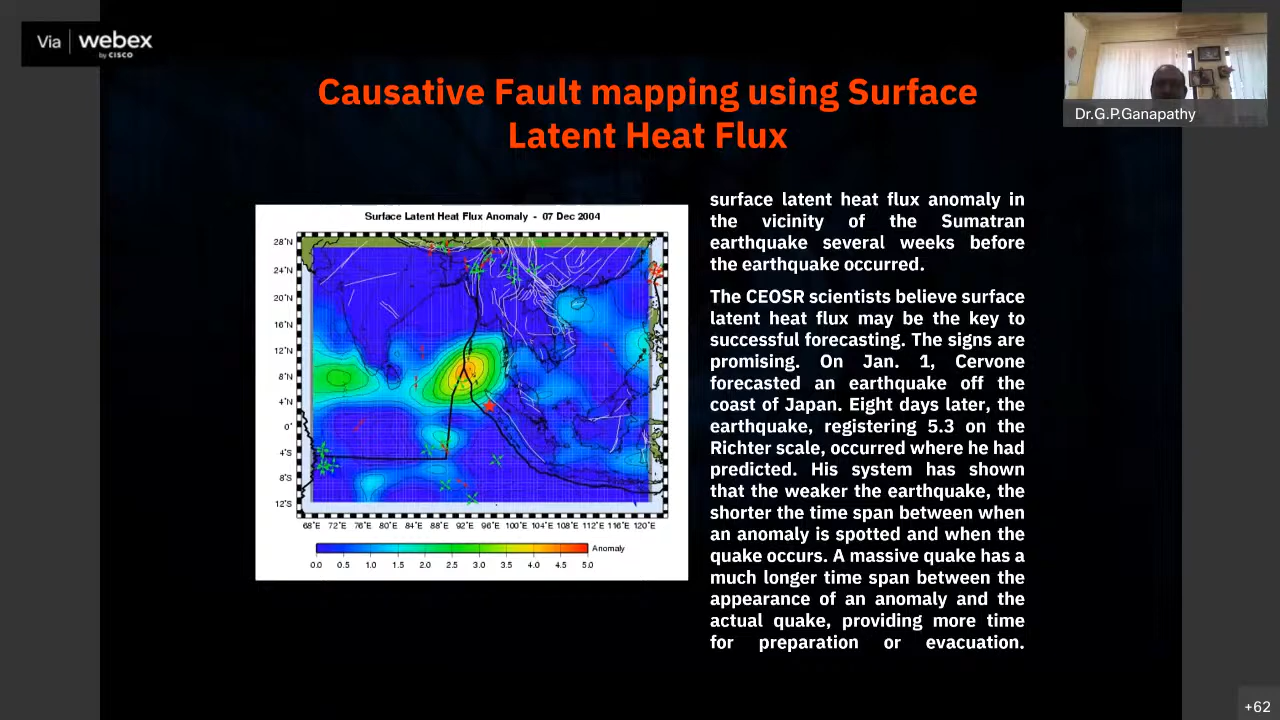 Via webex
by CISCO
Dr.G.P.Ganapathy
Causative Fault mapping using Surface
Latent Heat Flux
Surface Latent Heat Flux Anomaly - 07 Dec 2004
28°N
24°N
20°N
16°N
12°N
8°N
4°N
0°
4°S
8°S
12°S
68°E 72°E 76°E 80°E 84°E 88°E 92°E 96°E 100°E 104°E 108°E 112°E 116°E 120°E
Anomaly
0.0 0.5 1.0 1.5 2.0 2.5 3.0 3.5 4.0 4.5 5.0
surface latent heat flux anomaly in
the vicinity of the Sumatran
earthquake several weeks before
the earthquake occurred.
The CEOSR scientists believe surface
latent heat flux may be the key to
successful forecasting. The signs are
promising. On Jan. 1, Cervone
forecasted an earthquake off the
coast of Japan. Eight days later, the
earthquake, registering 5.3 on the
Richter scale, occurred where he had
predicted. His system has shown
that the weaker the earthquake, the
shorter the time span between when
an anomaly is spotted and when the
quake occurs. A massive quake has a
much longer time span between the
appearance of an anomaly and the
actual quake, providing more time
for preparation or evacuation.
+62